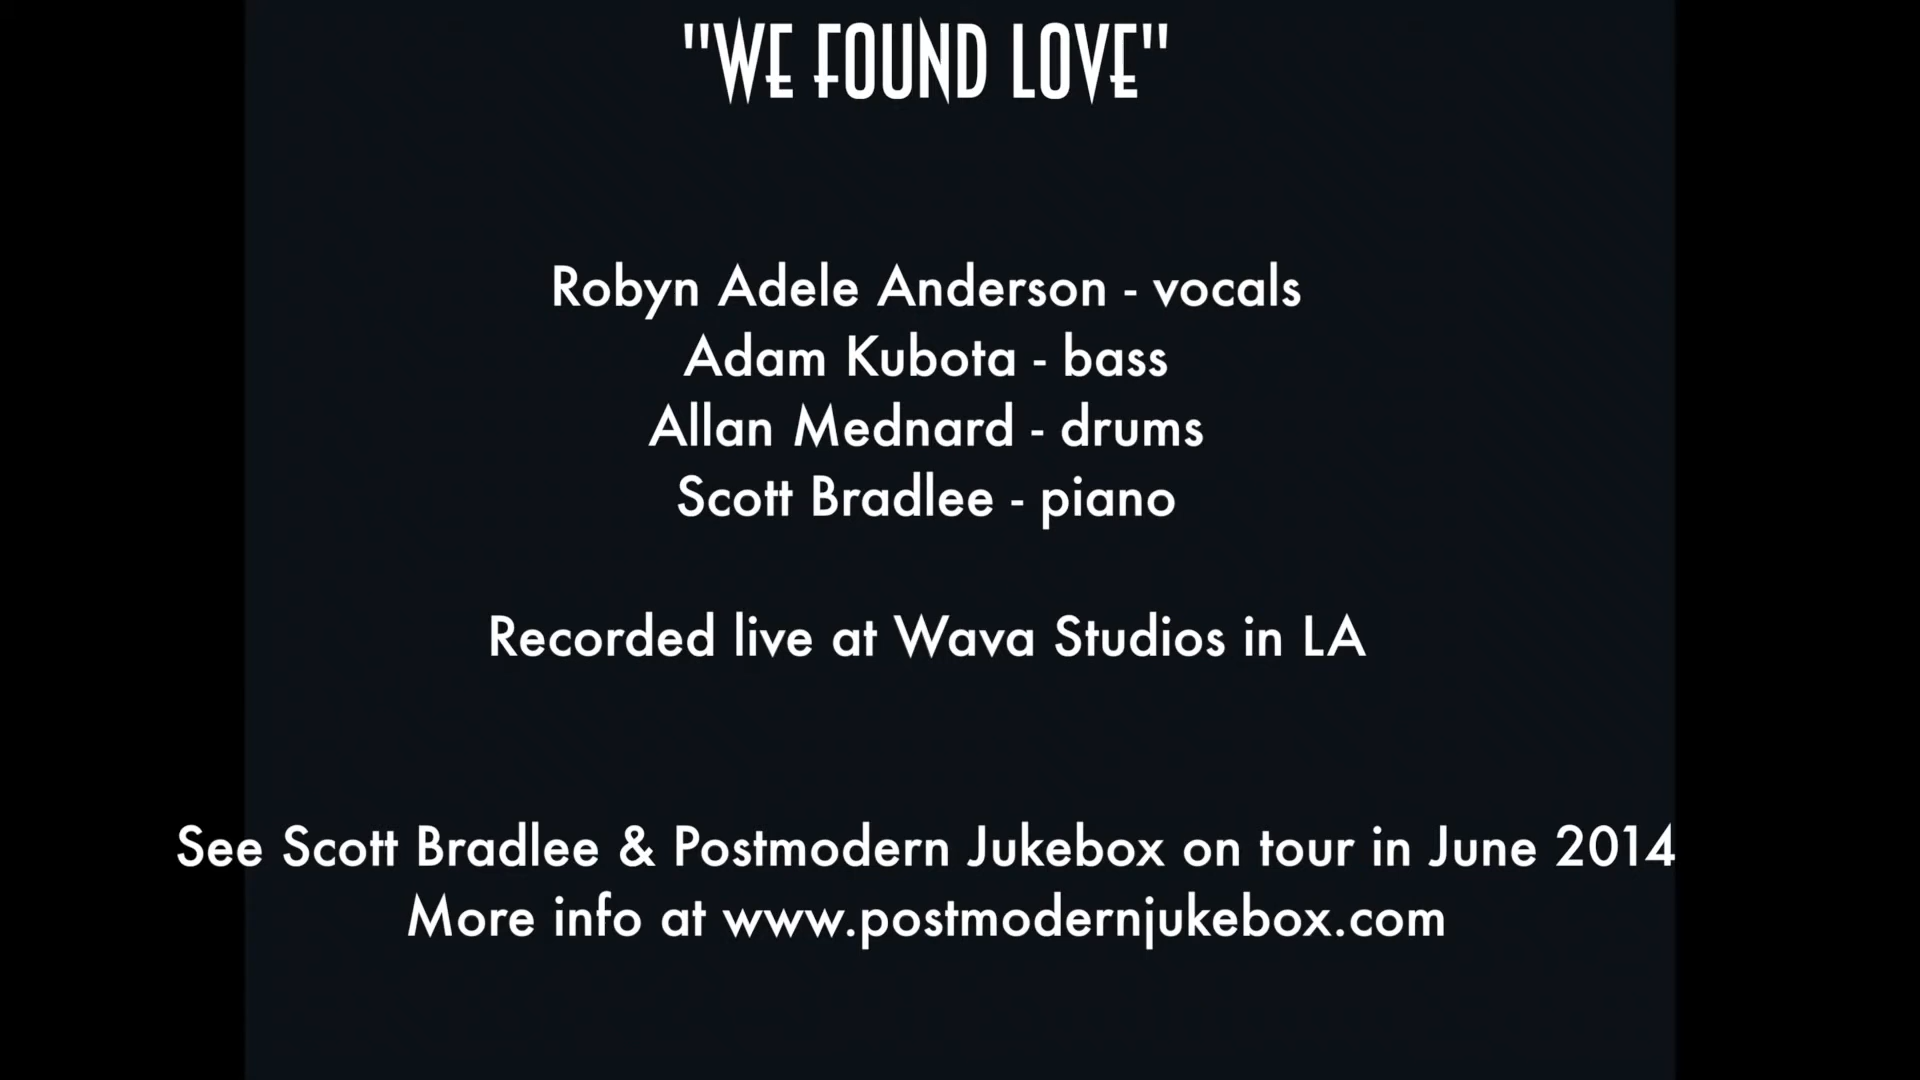 "WE FOUND LOVE"
Robyn Adele Anderson - vocals
Adam Kubota - bass
Allan Mednard - drums
Scott Bradlee - piano
Recorded live at Wava Studios in LA
See Scott Bradlee & Postmodern Jukebox on tour in June 2014
More info at www.postmodernjukebox.com